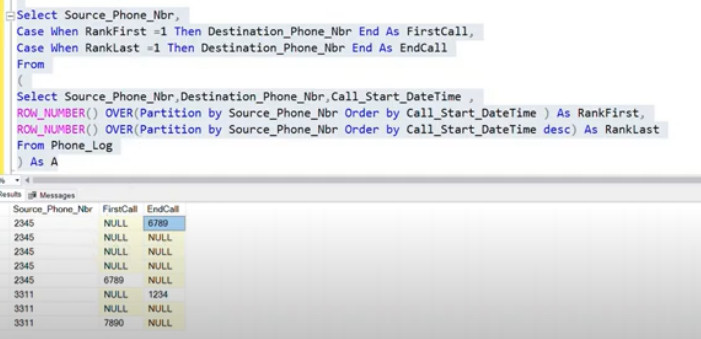 Select Source_Phone_Nbr,
Case When RankFirst =1 Then Destination_Phone_Nbr End As FirstCall,
Case When RankLast =1 Then Destination_Phone_Nbr End As EndCall
From
(
Select Source_Phone_Nbr,Destination_Phone_Nbr,Call_Start_DateTime ,
ROW_NUMBER() OVER(Partition by Source_Phone_Nbr Order by Call_Start_DateTime ) As RankFirst,
ROW_NUMBER() OVER(Partition by Source_Phone_Nbr Order by Call_Start_DateTime desc) As RankLast
From Phone_Log
) As A
%
Results Messages
Source_Phone_Nbr FirstCall EndCall
2345 NULL 6789
2345 NULL NULL
2345 NULL NULL
2345 NULL NULL
2345 6789 NULL
3311 NULL 1234
3311 NULL NULL
3311 7890 NULL